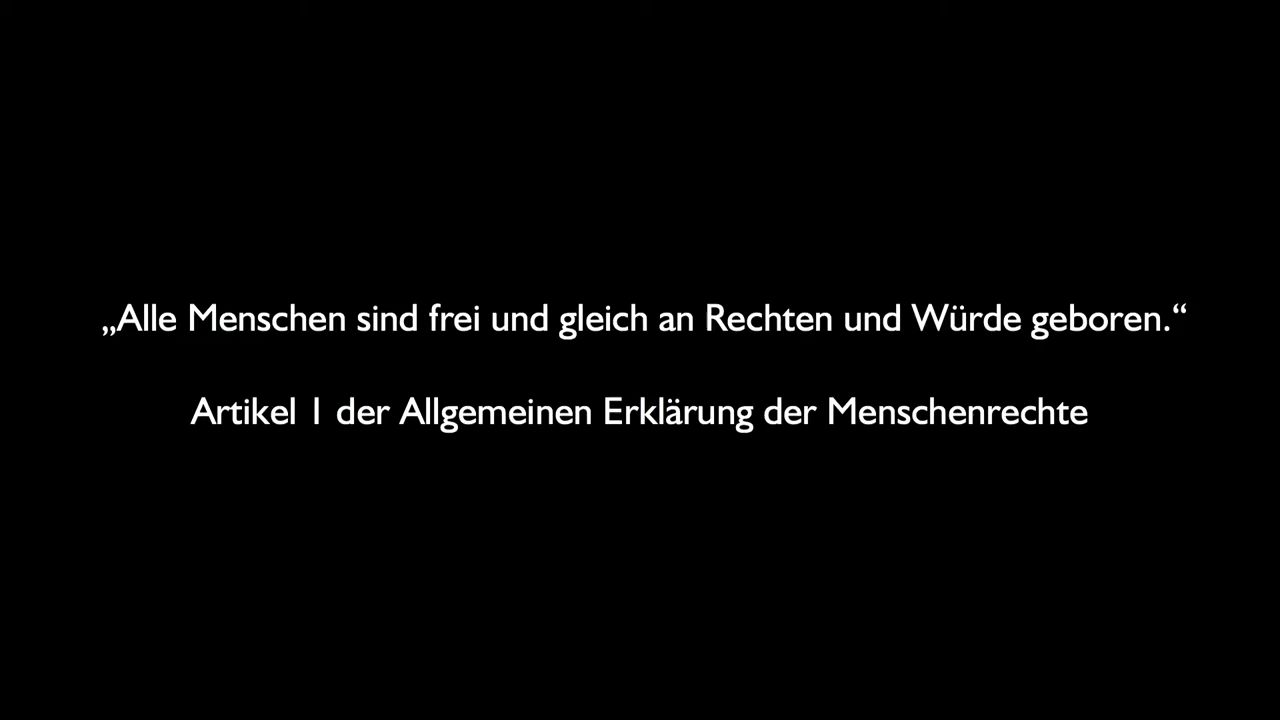 „Alle Menschen sind frei und gleich an Rechten und Würde geboren.“
Artikel 1 der Allgemeinen Erklärung der Menschenrechte